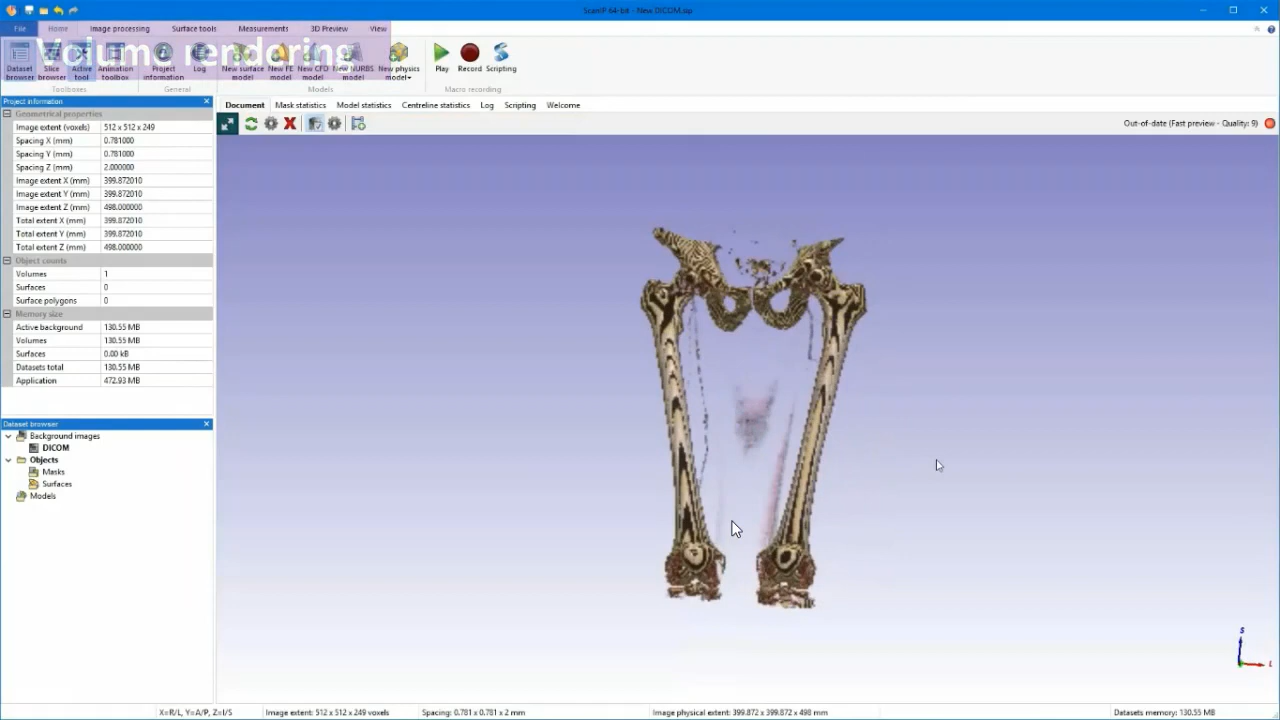 ScanIP 64-bit - New DICOM.sip
File Home Image processing Surface tools Measurements 3D Preview View
Volume rendering
Dataset browser Slice browser Active tool Animation toolbox Project information Log New surface model New FE model New CFD model New NURBS model New physics model Play Record Scripting
Toolboxes General Models Macro recording
Project information
Document Mask statistics Model statistics Centreline statistics Log Scripting Welcome
Out-of-date (Fast preview - Quality: 9)
Geometrical properties
Image extent (voxels) 512 x 512 x 249
Spacing X (mm) 0.781000
Spacing Y (mm) 0.781000
Spacing Z (mm) 2.000000
Image extent X (mm) 399.872010
Image extent Y (mm) 399.872010
Image extent Z (mm) 498.000000
Total extent X (mm) 399.872010
Total extent Y (mm) 399.872010
Total extent Z (mm) 498.000000
Object counts
Volumes 1
Surfaces 0
Surface polygons 0
Memory size
Active background 130.55 MB
Volumes 130.55 MB
Surfaces 0.00 kB
Datasets total 130.55 MB
Application 472.93 MB
Dataset browser
Background images
DICOM
Objects
Masks
Surfaces
Models
S
L
X=R/L, Y=A/P, Z=I/S Image extent: 512 x 512 x 249 voxels Spacing: 0.781 x 0.781 x 2 mm Image physical extent: 399.872 x 399.872 x 498 mm Datasets memory: 130.55 MB